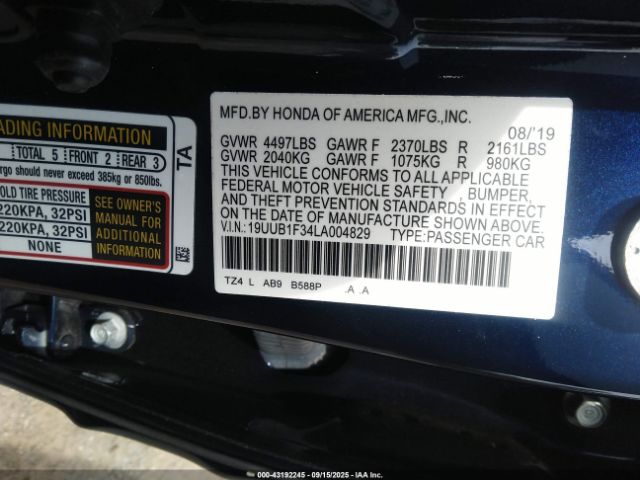 ADING INFORMATION
TOTAL 5 FRONT 2 REAR 3
rgo should never exceed 385kg or 850lbs.
OLD TIRE PRESSURE
220KPA, 32PSI
220KPA, 32PSI
NONE
SEE OWNER'S
MANUAL FOR
ADDITIONAL
INFORMATION
TA
MFD.BY HONDA OF AMERICA MFG.,INC.
08/'19
GVWR 4497LBS GAWR F 2370LBS R 2161LBS
GVWR 2040KG GAWR F 1075KG R 980KG
THIS VEHICLE CONFORMS TO ALL APPLICABLE
FEDERAL MOTOR VEHICLE SAFETY , BUMPER,
AND THEFT PREVENTION STANDARDS IN EFFECT
ON THE DATE OF MANUFACTURE SHOWN ABOVE.
V.I.N.: 19UUB1F34LA004829 TYPE:PASSENGER CAR
TZ4 L AB9 B588P .A .A
000-43192245 - 09/15/2025 - IAA Inc.